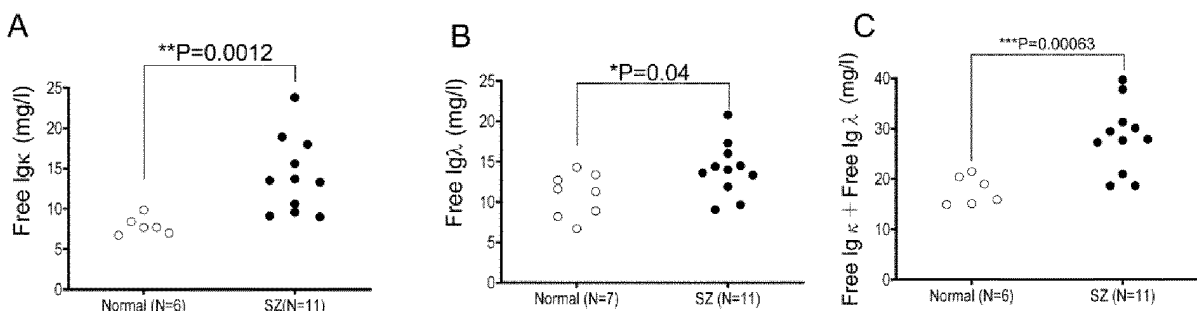 A
**P=0.0012
Free Igκ (mg/l)
25
20
15
10
5
0
Normal (N=6)
SZ(N=11)
B
*P=0.04
Free Igλ (mg/l)
25
20
15
10
5
0
Normal (N=7)
SZ (N=11)
C
***P=0.00063
Free Ig κ + Free Ig λ (mg/l)
40
30
20
10
0
Normal (N=6)
SZ (N=11)